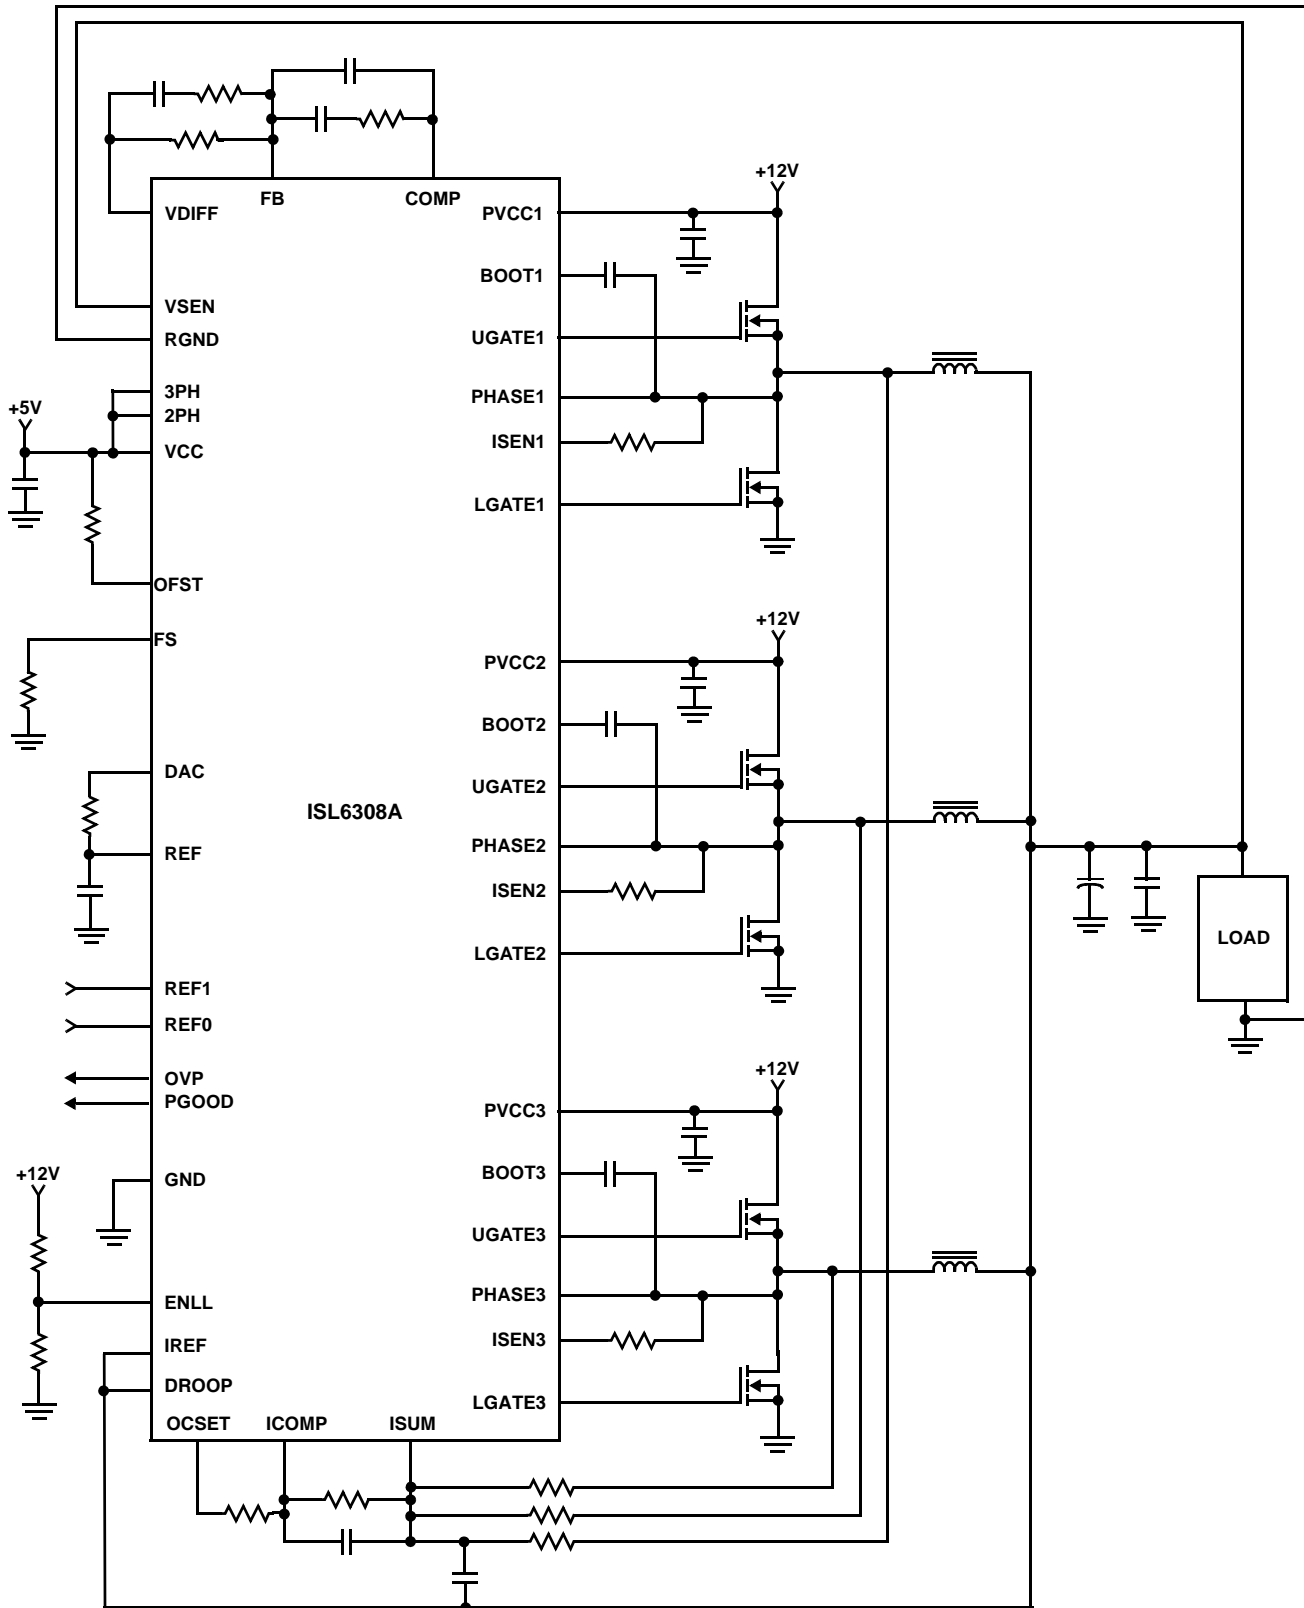 FB
COMP
VDIFF
VSEN
RGND
3PH
2PH
+5V
VCC
OFST
FS
DAC
REF
REF1
REF0
OVP
PGOOD
+12V
GND
ENLL
IREF
DROOP
OCSET
ICOMP
ISUM
ISL6308A
+12V
PVCC1
BOOT1
UGATE1
PHASE1
ISEN1
LGATE1
+12V
PVCC2
BOOT2
UGATE2
PHASE2
ISEN2
LGATE2
+12V
PVCC3
BOOT3
UGATE3
PHASE3
ISEN3
LGATE3
LOAD